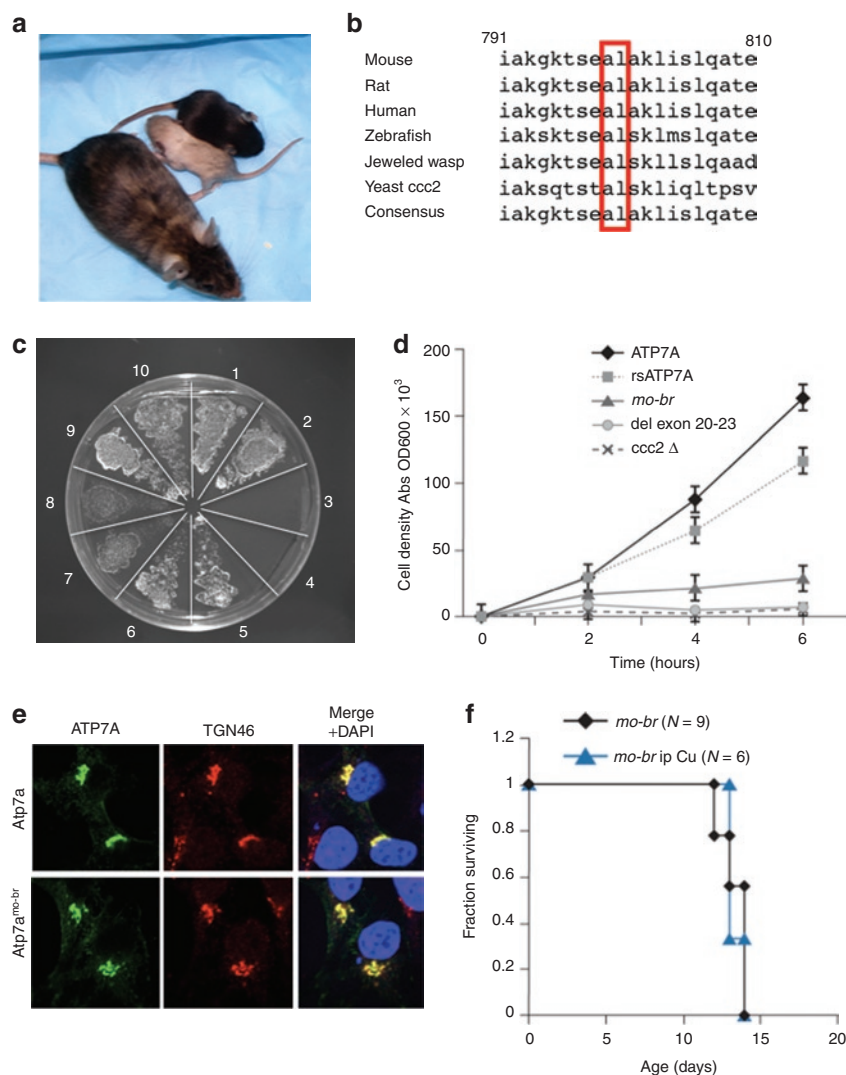 a
b
791 810
Mouse iakgktsealaklislqate
Rat iakgktsealaklislqate
Human iakgktsealaklislqate
Zebrafish iaksktsealsklmslqate
Jeweled wasp iakgktsealskllslqaad
Yeast ccc2 iaksqtstalskliqltpsv
Consensus iakgktsealaklislqate
c
10 1
9 2
8 3
7 4
6 5
d
200
150
100
50
0
Cell density Abs OD600 × 10³
0 2 4 6
Time (hours)
ATP7A
rsATP7A
mo-br
del exon 20-23
ccc2 Δ
e
ATP7A TGN46 Merge
+DAPI
Atp7a
Atp7a^mo-br
f
mo-br (N = 9)
mo-br ip Cu (N = 6)
1.2
1
0.8
0.6
0.4
0.2
0
Fraction surviving
0 5 10 15 20
Age (days)